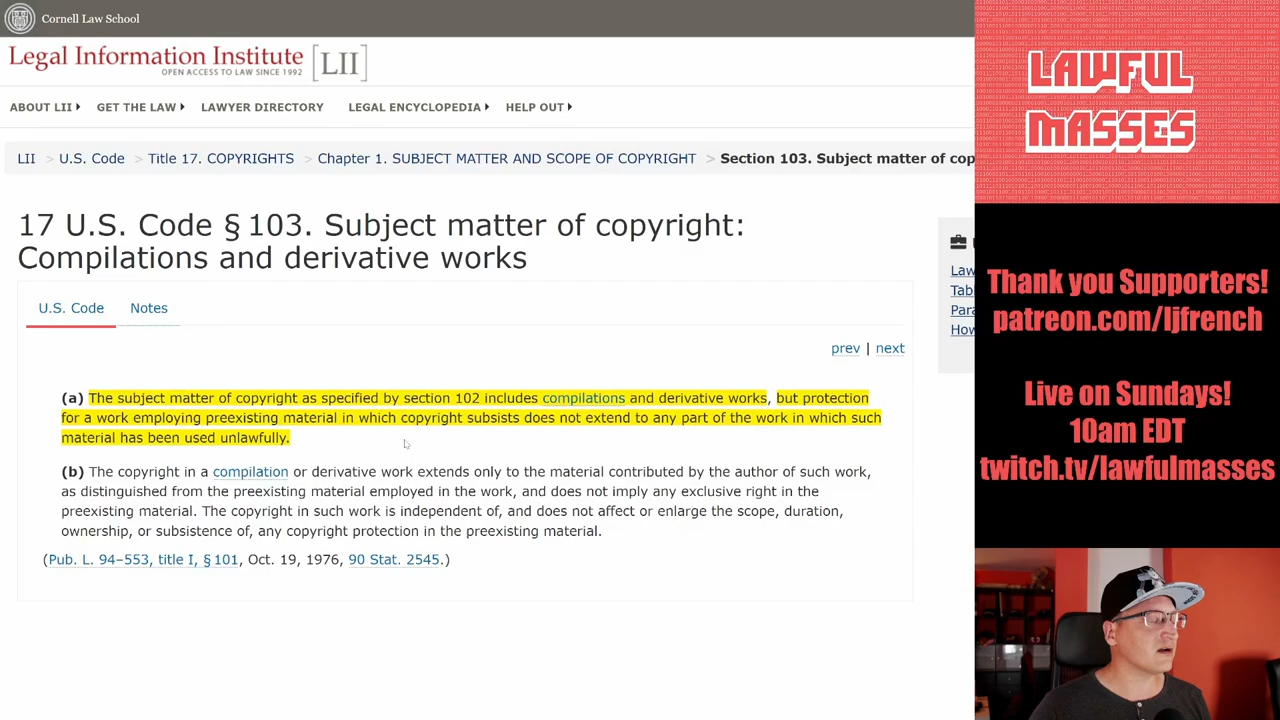 Cornell Law School
Legal Information Institute [LII]
OPEN ACCESS TO LAW SINCE 1992
ABOUT LII GET THE LAW LAWYER DIRECTORY LEGAL ENCYCLOPEDIA HELP OUT
LII > U.S. Code > Title 17. COPYRIGHTS > Chapter 1. SUBJECT MATTER AND SCOPE OF COPYRIGHT > Section 103. Subject matter of cop
17 U.S. Code § 103. Subject matter of copyright:
Compilations and derivative works
U.S. Code Notes
prev | next
(a) The subject matter of copyright as specified by section 102 includes compilations and derivative works, but protection
for a work employing preexisting material in which copyright subsists does not extend to any part of the work in which such
material has been used unlawfully.
(b) The copyright in a compilation or derivative work extends only to the material contributed by the author of such work,
as distinguished from the preexisting material employed in the work, and does not imply any exclusive right in the
preexisting material. The copyright in such work is independent of, and does not affect or enlarge the scope, duration,
ownership, or subsistence of, any copyright protection in the preexisting material.
(Pub. L. 94–553, title I, § 101, Oct. 19, 1976, 90 Stat. 2545.)
Law
Tab
Para
How
LAWFUL
MASSES
Thank you Supporters!
patreon.com/ljfrench
Live on Sundays!
10am EDT
twitch.tv/lawfulmasses